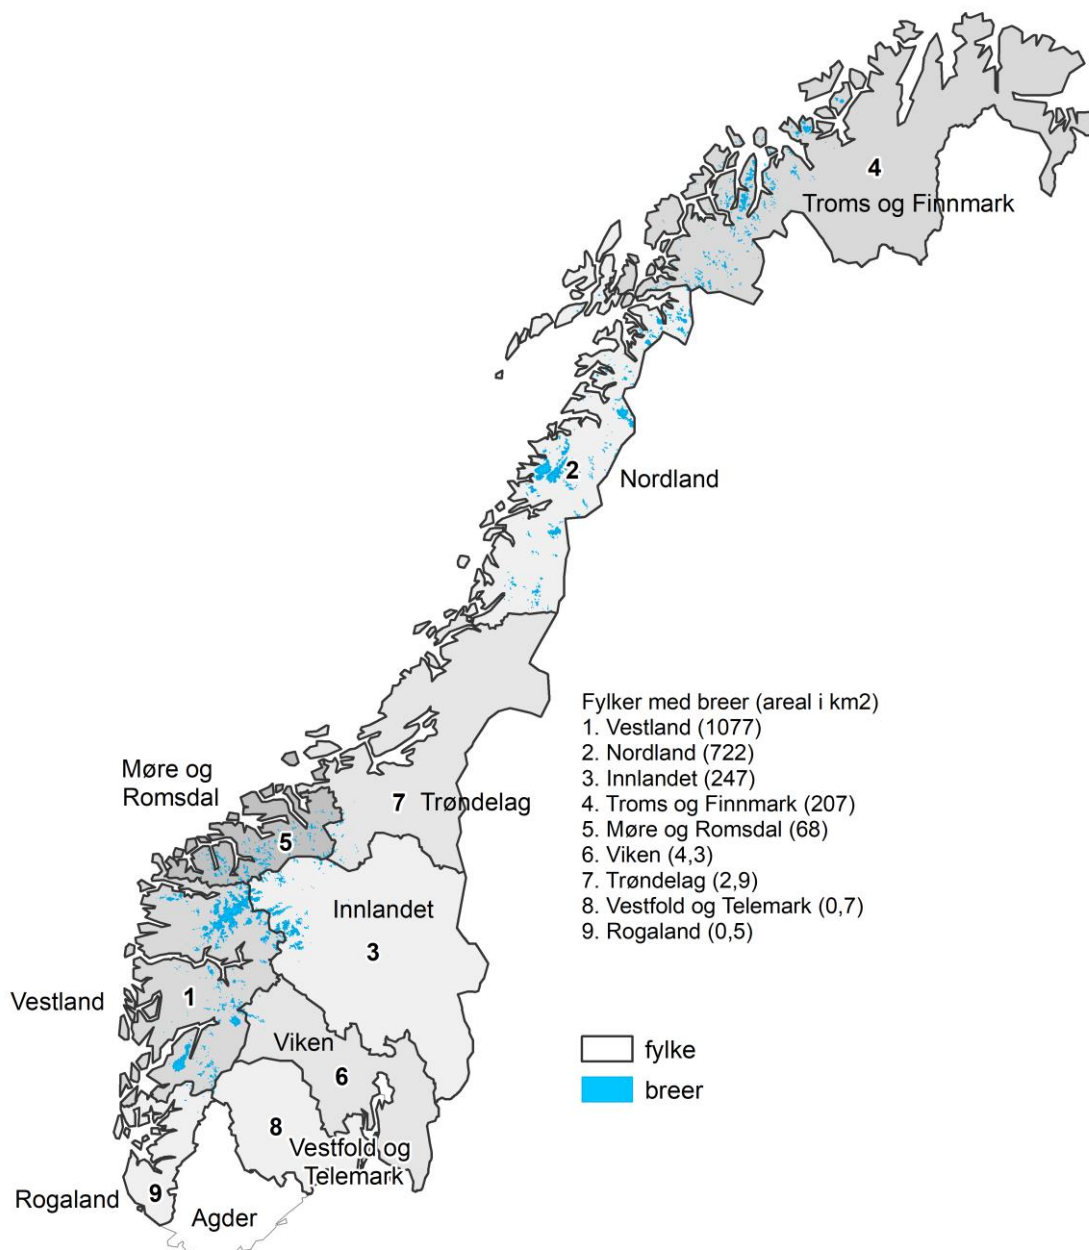 4
Troms og Finnmark
2
Nordland
Fylker med breer (areal i km2)
1. Vestland (1077)
2. Nordland (722)
3. Innlandet (247)
4. Troms og Finnmark (207)
5. Møre og Romsdal (68)
6. Viken (4,3)
7. Trøndelag (2,9)
8. Vestfold og Telemark (0,7)
9. Rogaland (0,5)
Møre og
Romsdal
7 Trøndelag
5
Innlandet
3
Vestland
1
Viken
6
fylke
breer
8
Vestfold og
Telemark
Rogaland
9
Agder